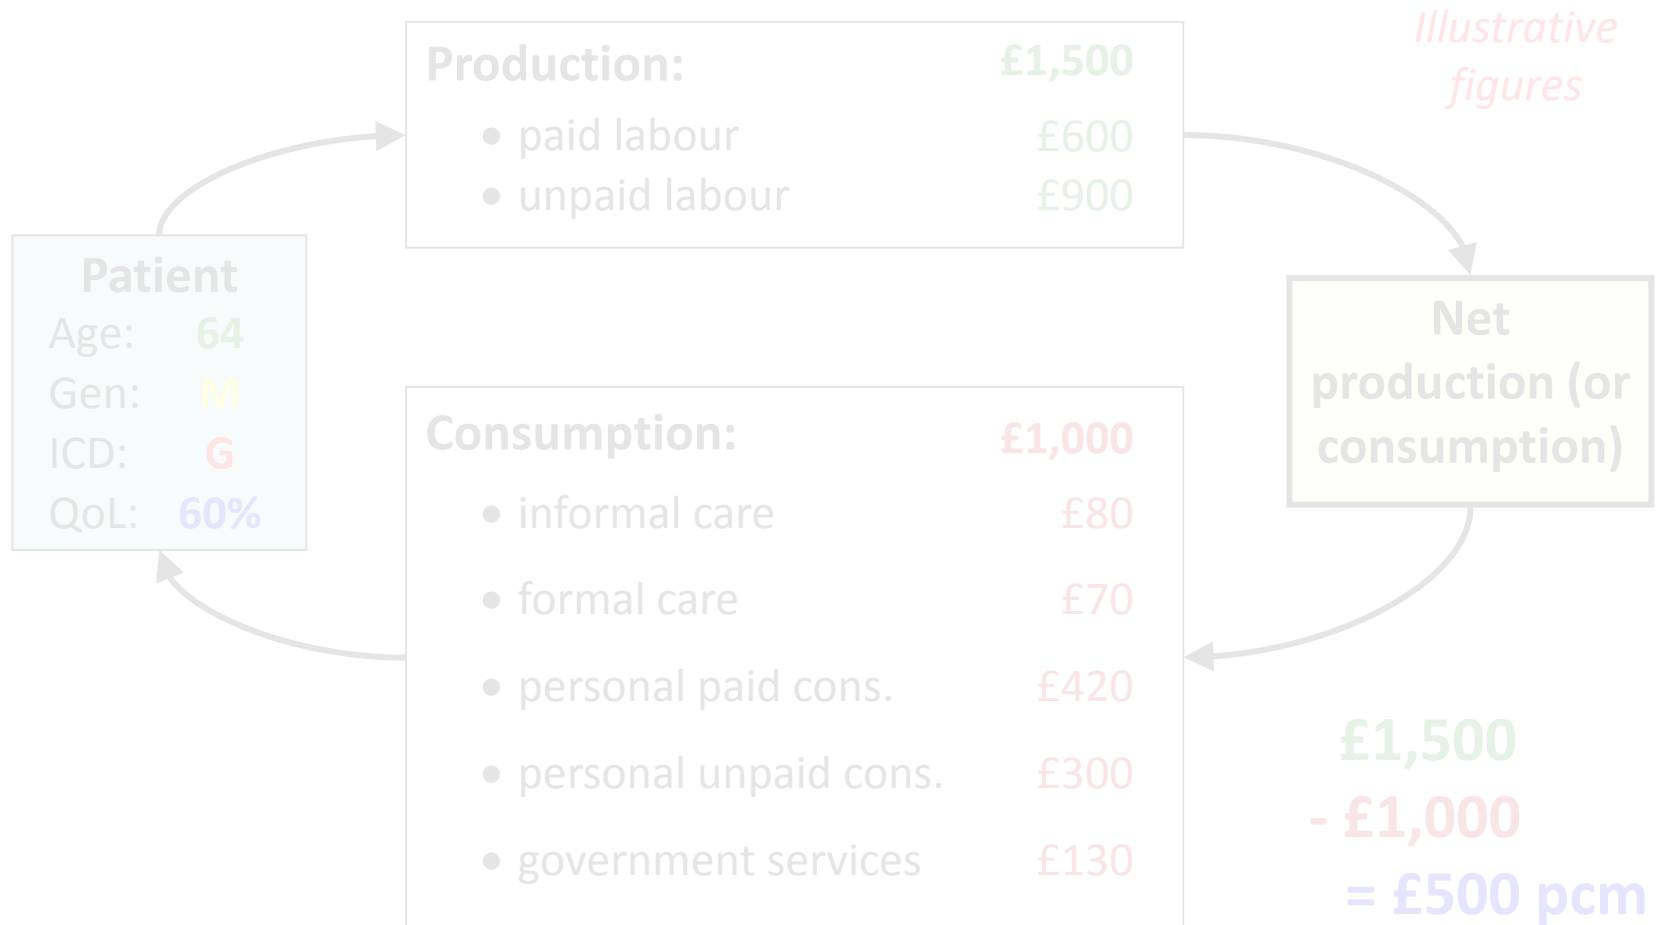 Illustrative
figures
Production: £1,500
• paid labour £600
• unpaid labour £900
Patient
Age: 64
Gen: M
ICD: G
QoL: 60%
Net
production (or
consumption)
Consumption: £1,000
• informal care £80
• formal care £70
• personal paid cons. £420
• personal unpaid cons. £300
• government services £130
£1,500
- £1,000
= £500 pcm